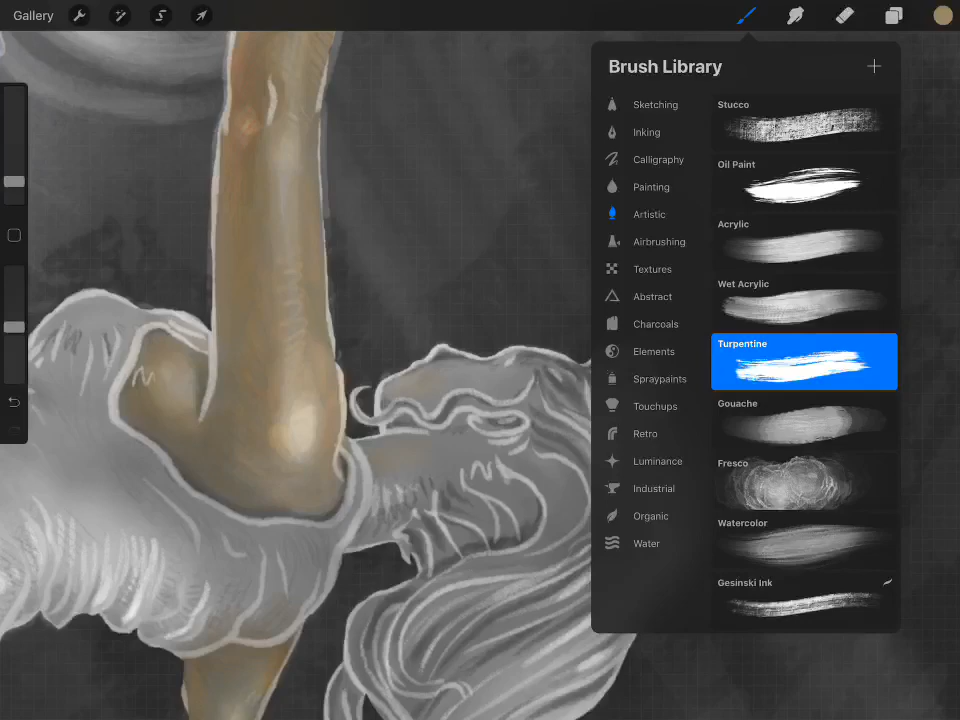 Gallery
Brush Library
Sketching
Inking
Calligraphy
Painting
Artistic
Airbrushing
Textures
Abstract
Charcoals
Elements
Spraypaints
Touchups
Retro
Luminance
Industrial
Organic
Water
Stucco
Oil Paint
Acrylic
Wet Acrylic
Turpentine
Gouache
Fresco
Watercolor
Gesinski Ink